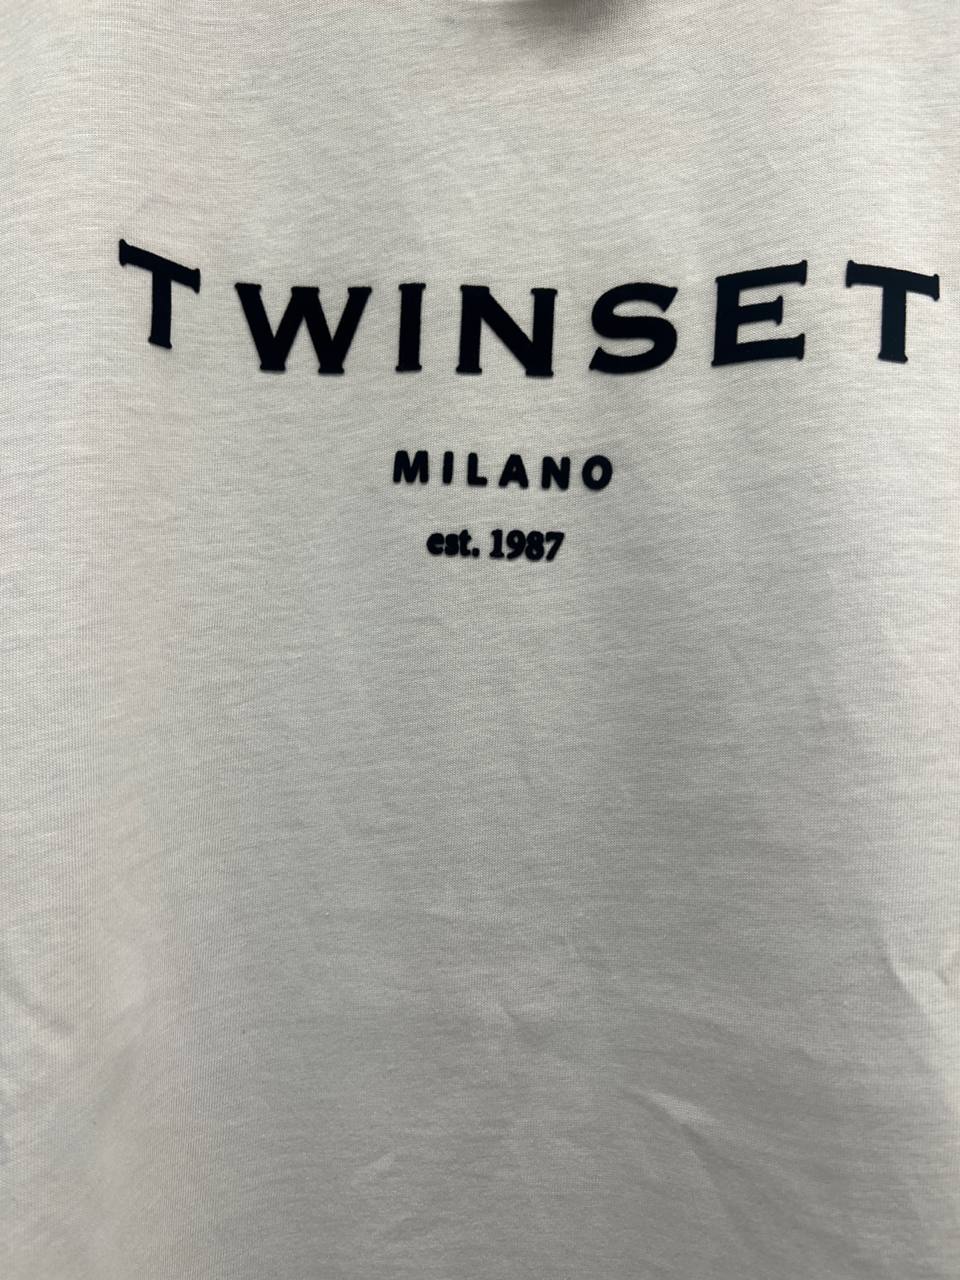 TWINSET
MILANO
est. 1987